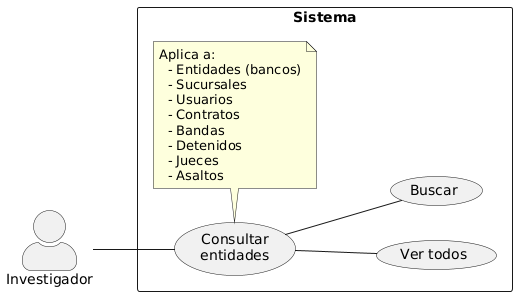 Sistema
Aplica a:
- Entidades (bancos)
- Sucursales
- Usuarios
- Contratos
- Bandas
- Detenidos
- Jueces
- Asaltos
Buscar
Consultar
entidades
Ver todos
Investigador